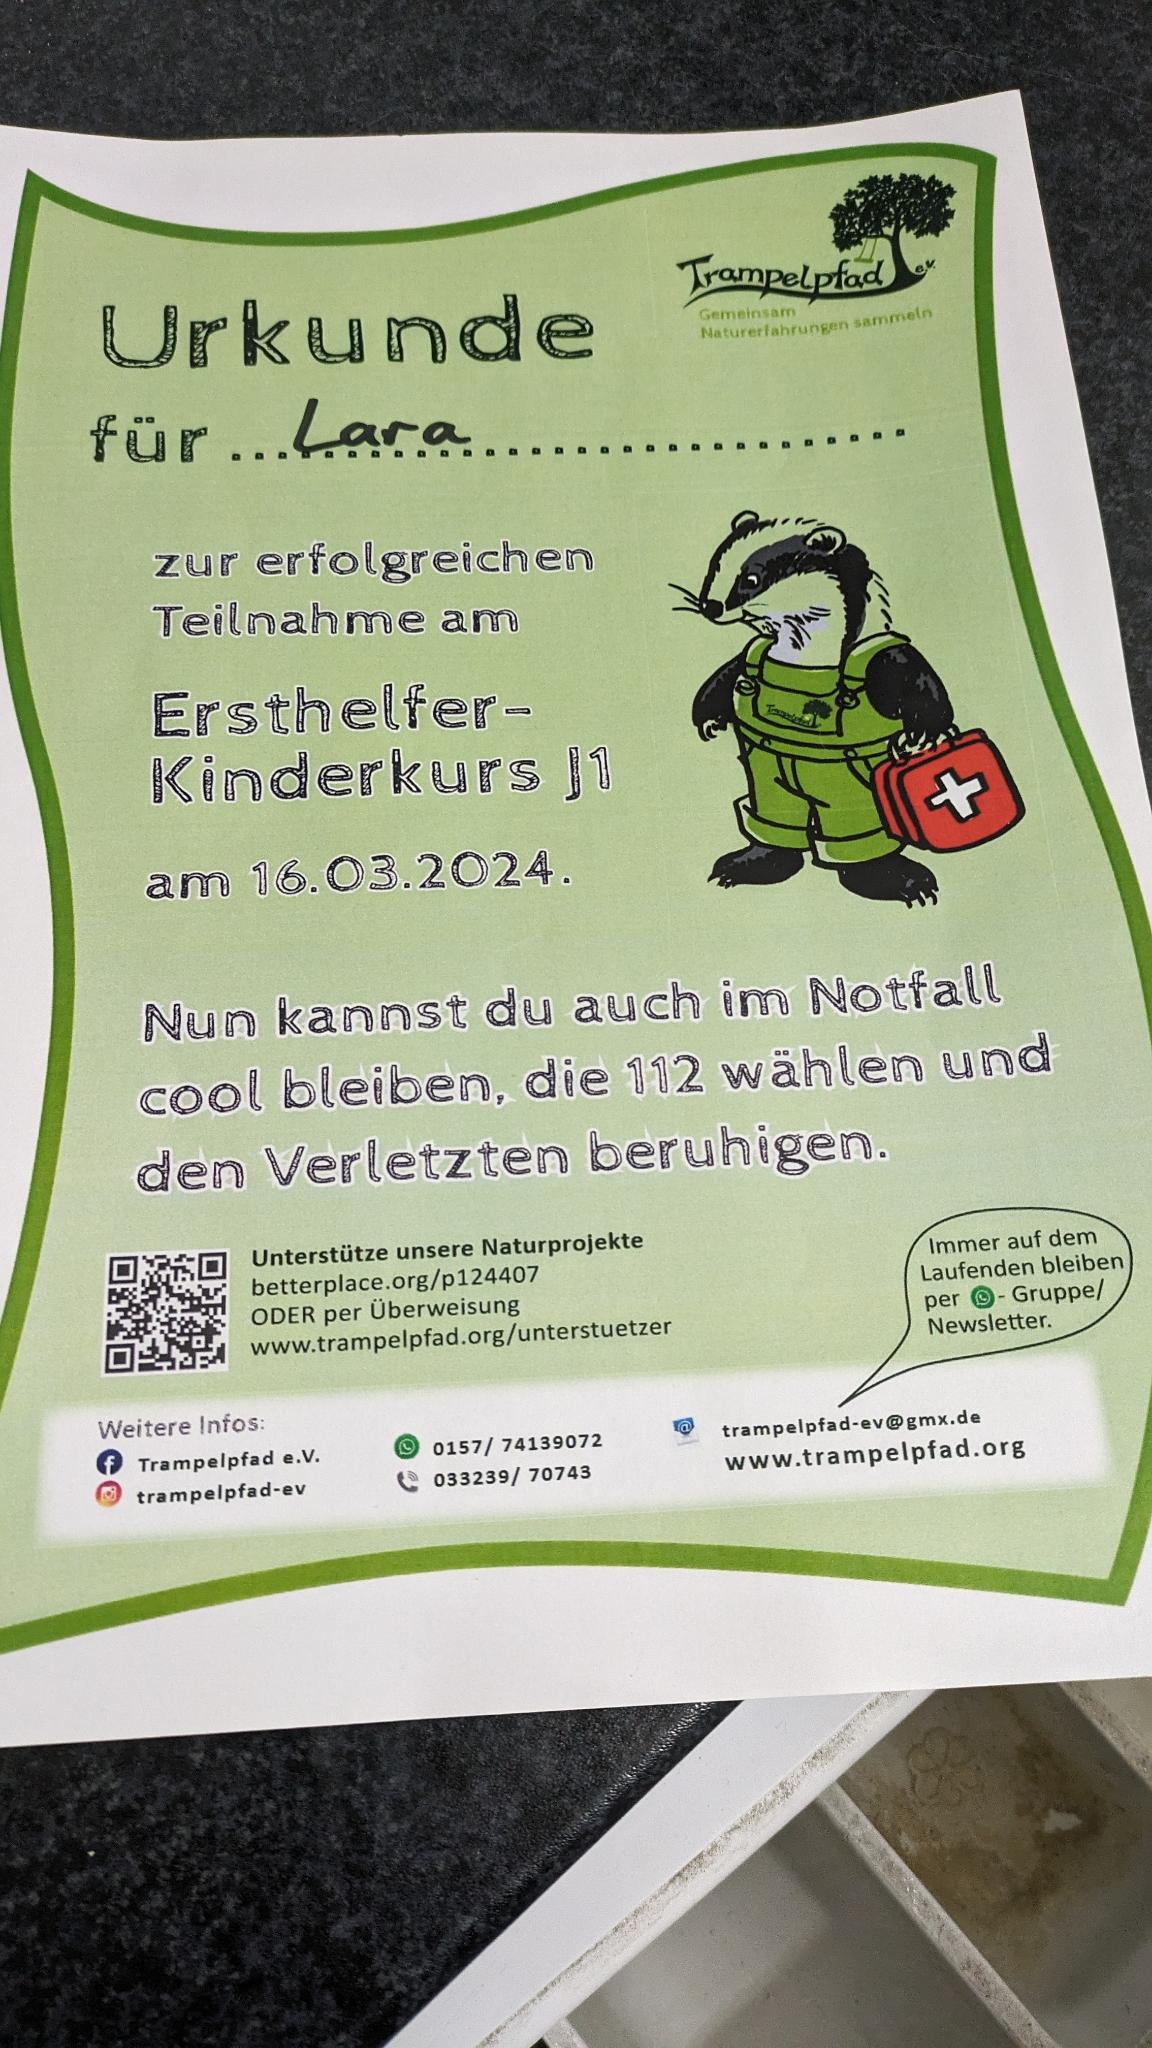 Trampelpfad e.V.
Gemeinsam
Naturerfahrungen sammeln
Urkunde
für Lara
zur erfolgreichen
Teilnahme am
Ersthelfer-
Kinderkurs J1
am 16.03.2024.
Trampelpfad
Nun kannst du auch im Notfall
cool bleiben, die 112 wählen und
den Verletzten beruhigen.
Unterstütze unsere Naturprojekte
betterplace.org/p124407
ODER per Überweisung
www.trampelpfad.org/unterstuetzer
Immer auf dem
Laufenden bleiben
per - Gruppe/
Newsletter.
Weitere Infos:
Trampelpfad e.V.
trampelpfad-ev
0157/ 74139072
033239/ 70743
trampelpfad-ev@gmx.de
www.trampelpfad.org